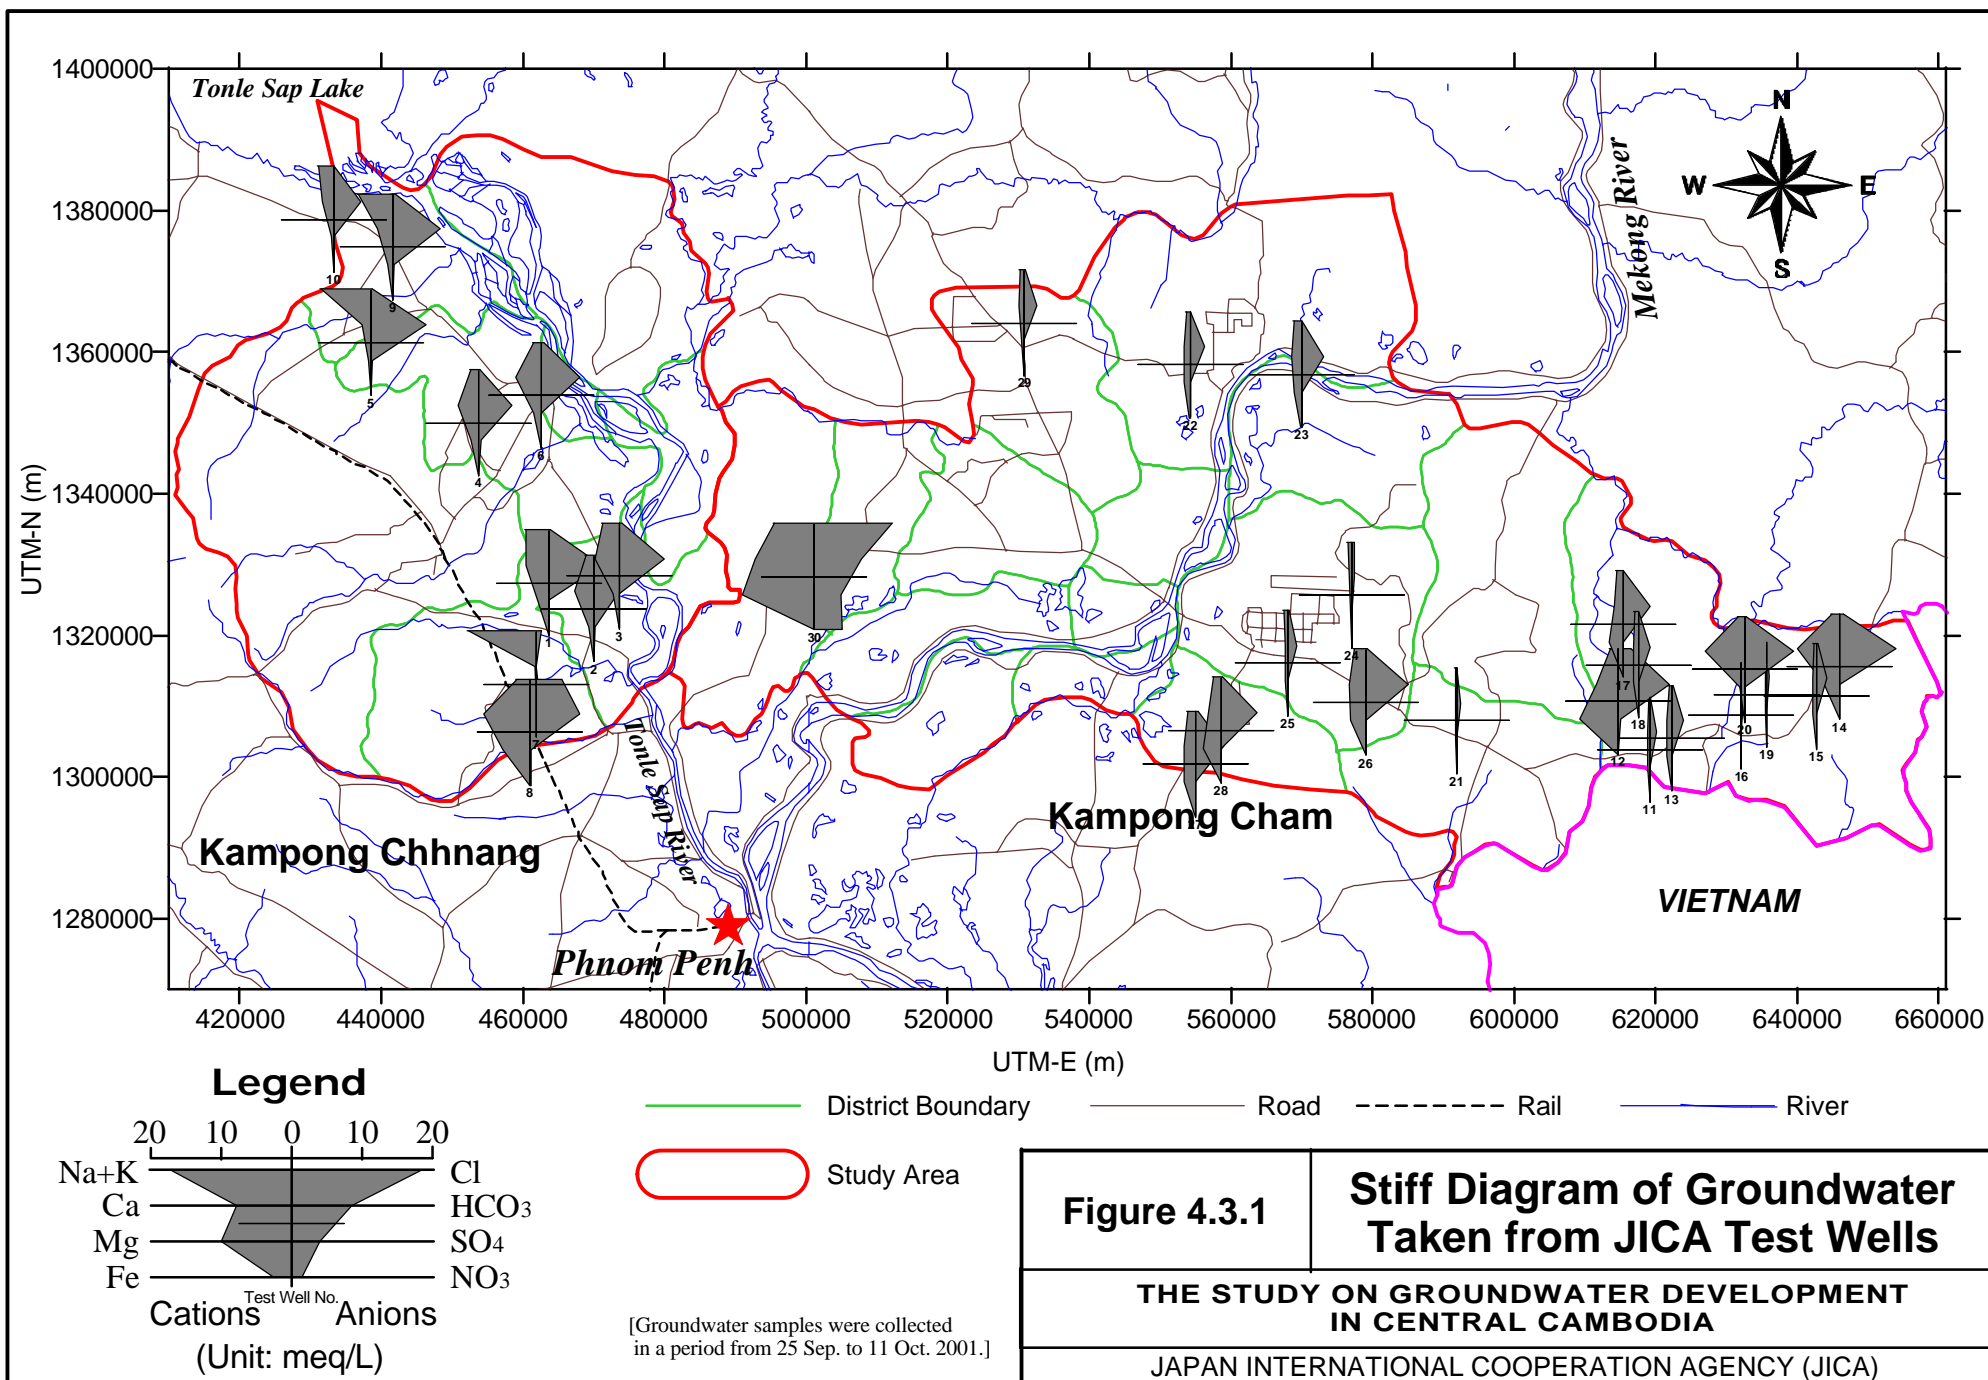 1400000
1380000
1360000
1340000
1320000
1300000
1280000
UTM-N (m)
Tonle Sap Lake
Mekong River
N
W E
S
10
9
5
4
6
29
22
23
1
2
3
30
7
8
24
25
26
21
28
17
18
12
11
13
20
16
19
15
14
Tonle Sap River
Kampong Chhnang
Kampong Cham
VIETNAM
Phnom Penh
420000 440000 460000 480000 500000 520000 540000 560000 580000 600000 620000 640000 660000
UTM-E (m)
Legend
20 10 0 10 20
Na+K Cl
Ca HCO3
Mg SO4
Fe NO3
Test Well No.
Cations Anions
(Unit: meq/L)
District Boundary
Road
Rail
River
Study Area
[Groundwater samples were collected
in a period from 25 Sep. to 11 Oct. 2001.]
Figure 4.3.1
Stiff Diagram of Groundwater
Taken from JICA Test Wells
THE STUDY ON GROUNDWATER DEVELOPMENT
IN CENTRAL CAMBODIA
JAPAN INTERNATIONAL COOPERATION AGENCY (JICA)